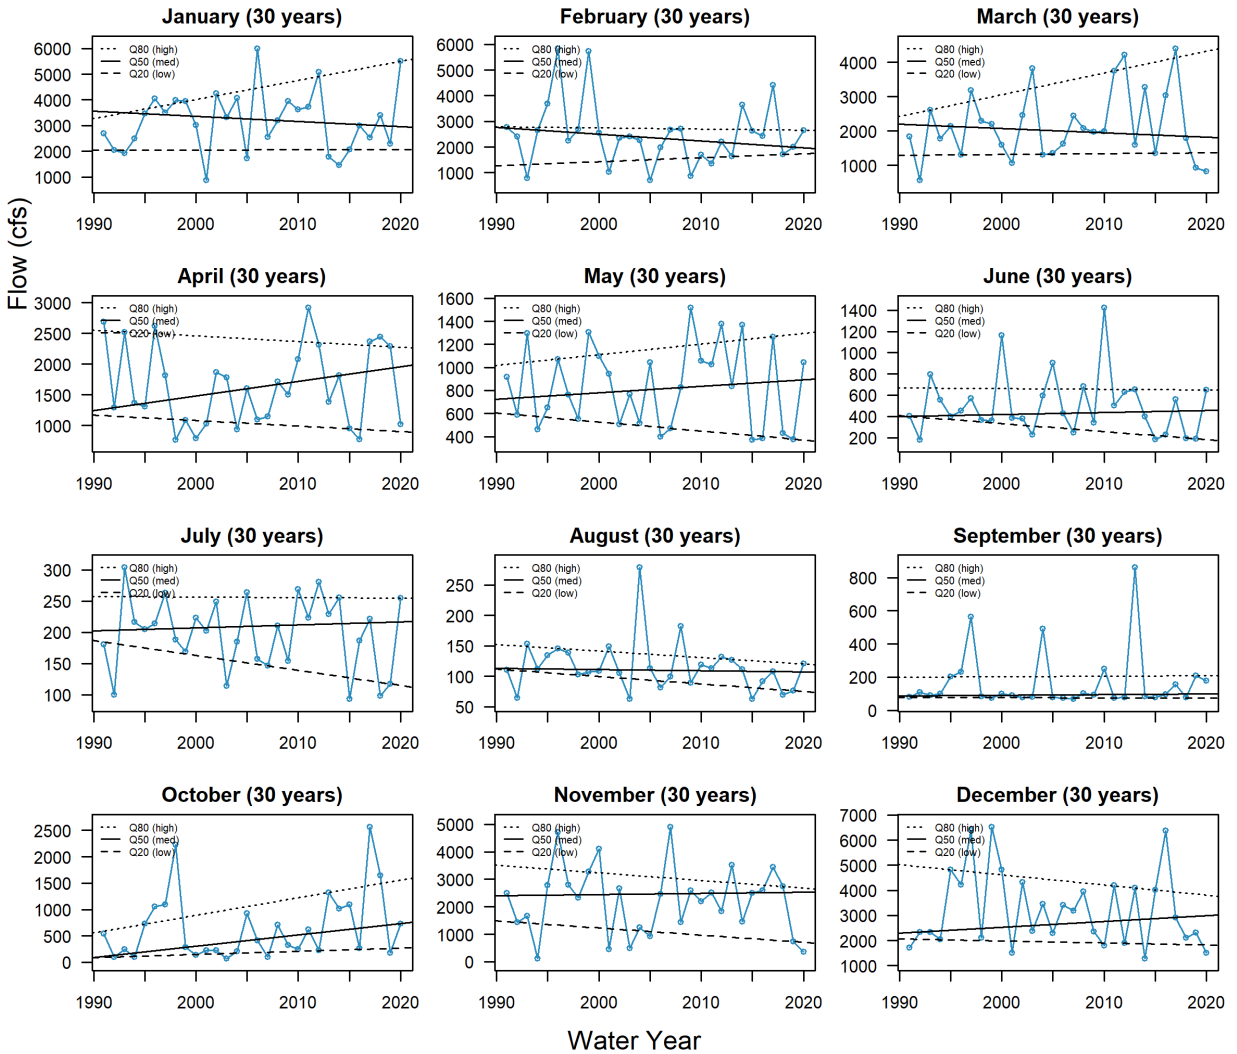 January (30 years)
6000
5000
4000
3000
2000
1000
Q80 (high)
Q50 (med)
Q20 (low)
1990
2000
2010
2020
February (30 years)
6000
5000
4000
3000
2000
1000
Q80 (high)
Q50 (med)
Q20 (low)
1990
2000
2010
2020
March (30 years)
4000
3000
2000
1000
Q80 (high)
Q50 (med)
Q20 (low)
1990
2000
2010
2020
Flow (cfs)
April (30 years)
3000
2500
2000
1500
1000
Q80 (high)
Q50 (med)
Q20 (low)
1990
2000
2010
2020
May (30 years)
1600
1400
1200
1000
800
600
400
Q80 (high)
Q50 (med)
Q20 (low)
1990
2000
2010
2020
June (30 years)
1400
1200
1000
800
600
400
200
Q80 (high)
Q50 (med)
Q20 (low)
1990
2000
2010
2020
July (30 years)
300
250
200
150
100
Q80 (high)
Q50 (med)
Q20 (low)
1990
2000
2010
2020
August (30 years)
250
200
150
100
50
Q80 (high)
Q50 (med)
Q20 (low)
1990
2000
2010
2020
September (30 years)
800
600
400
200
0
Q80 (high)
Q50 (med)
Q20 (low)
1990
2000
2010
2020
October (30 years)
2500
2000
1500
1000
500
0
Q80 (high)
Q50 (med)
Q20 (low)
1990
2000
2010
2020
November (30 years)
5000
4000
3000
2000
1000
0
Q80 (high)
Q50 (med)
Q20 (low)
1990
2000
2010
2020
December (30 years)
7000
6000
5000
4000
3000
2000
1000
Q80 (high)
Q50 (med)
Q20 (low)
1990
2000
2010
2020
Water Year